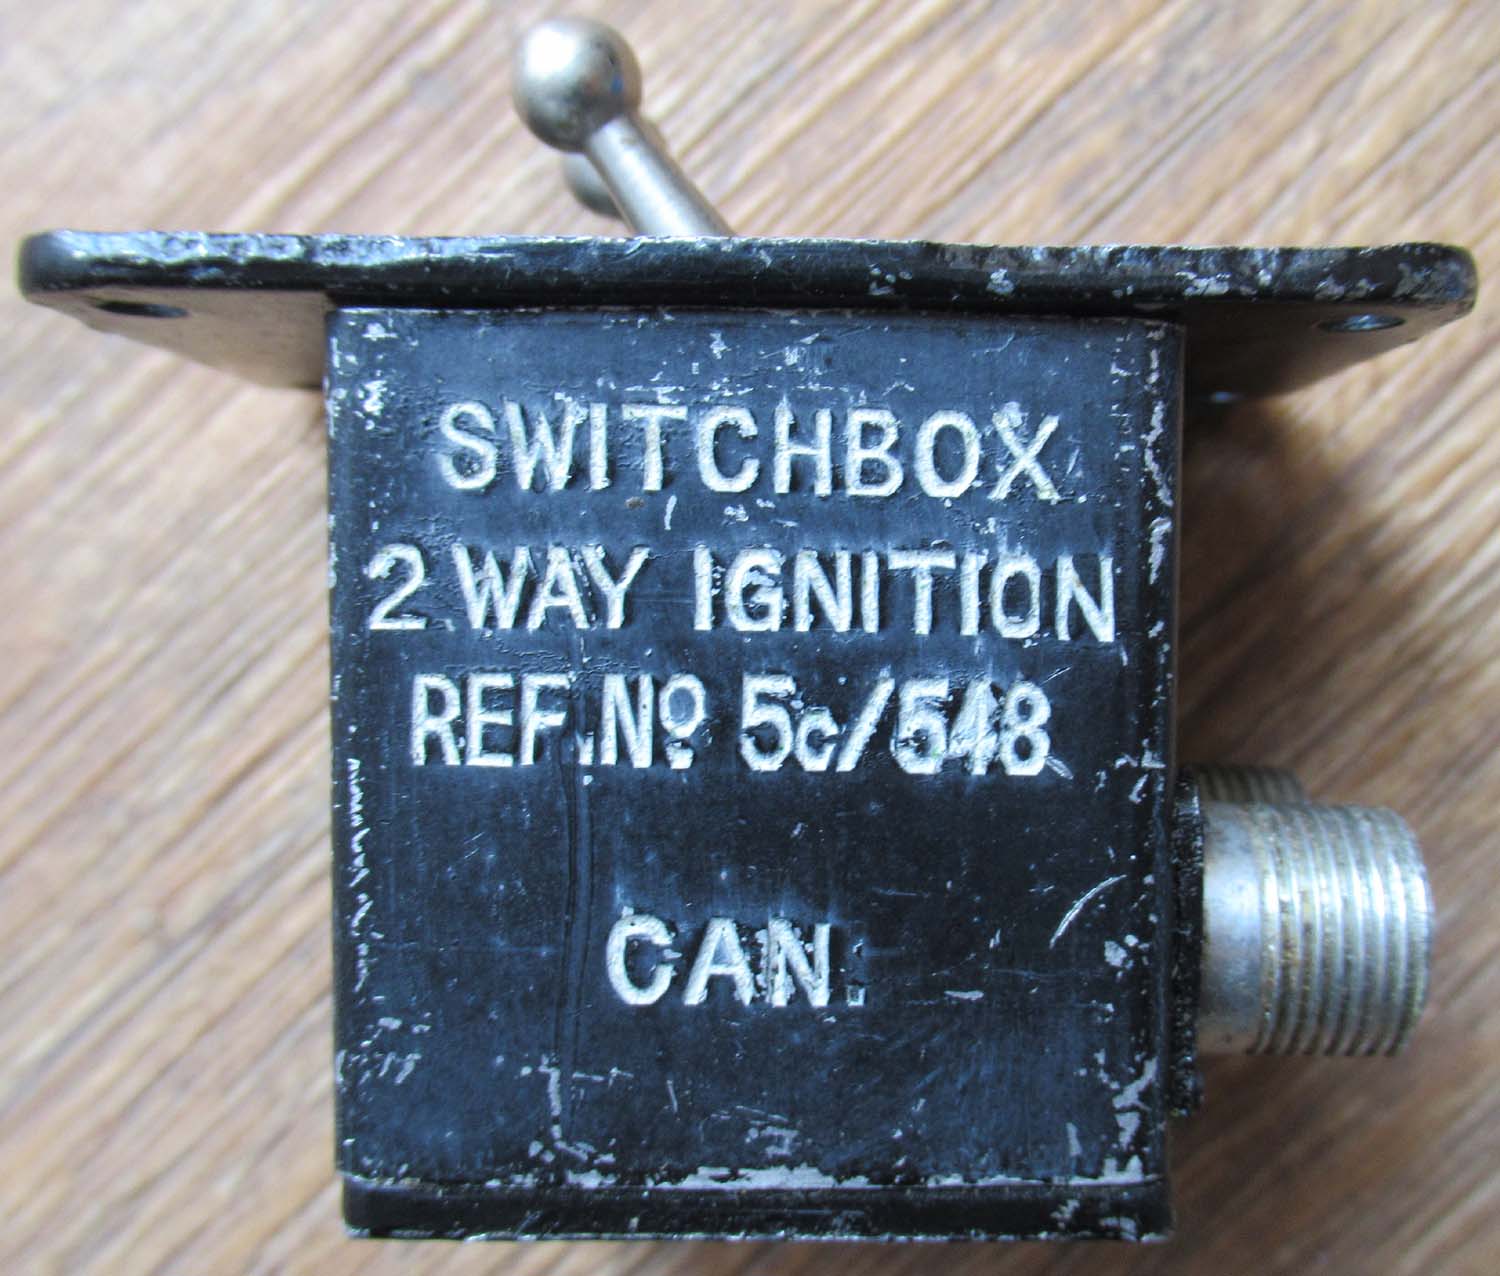 SWITCHBOX
2 WAY IGNITION
REF. Nº 5c/548
CAN.